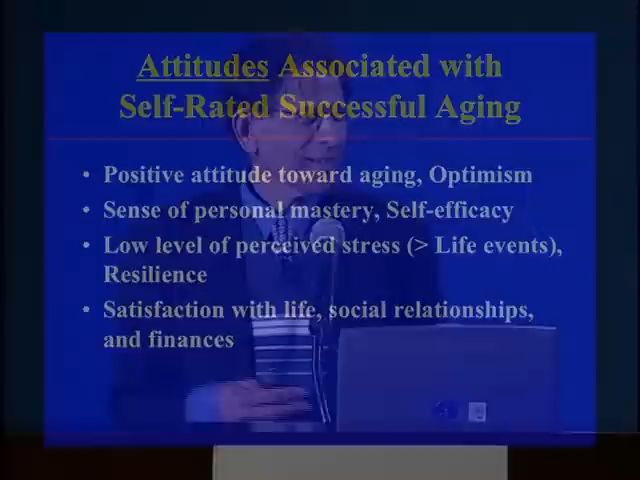 Attitudes Associated with
Self-Rated Successful Aging
• Positive attitude toward aging, Optimism
• Sense of personal mastery, Self-efficacy
• Low level of perceived stress (> Life events),
Resilience
• Satisfaction with life, social relationships,
and finances